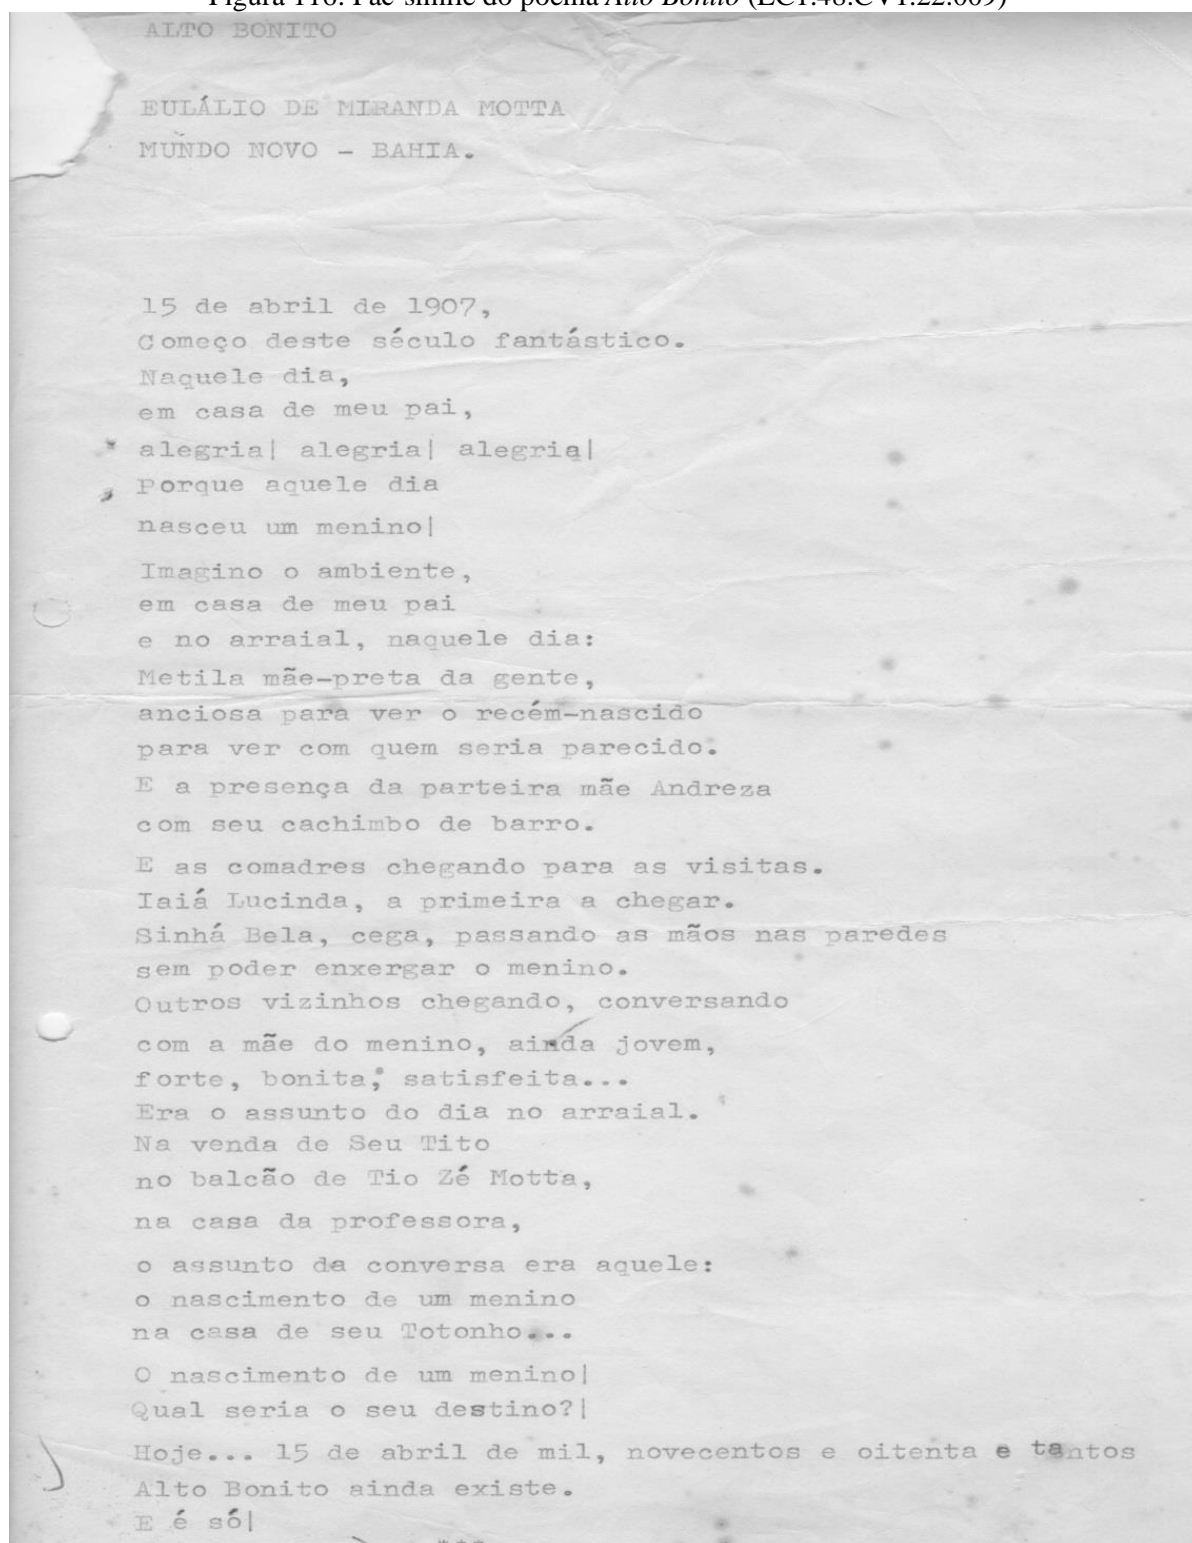 Figura 116: Fac-símile do poema Alto Bonito (EC1.48.CV1.22.009)
ALTO BONITO
EULÁLIO DE MIRANDA MOTTA
MUNDO NOVO - BAHIA.
15 de abril de 1907,
Começo deste século fantástico.
Naquele dia,
em casa de meu pai,
alegria| alegria| alegria|
Porque aquele dia
nasceu um menino|
Imagino o ambiente,
em casa de meu pai
e no arraial, naquele dia:
Metila mãe-preta da gente,
anciosa para ver o recém-nascido
para ver com quem seria parecido.
E a presença da parteira mãe Andreza
com seu cachimbo de barro.
E as comadres chegando para as visitas.
Iaiá Lucinda, a primeira a chegar.
Sinhá Bela, cega, passando as mãos nas paredes
sem poder enxergar o menino.
Outros vizinhos chegando, conversando
com a mãe do menino, ainda jovem,
forte, bonita, satisfeita...
Era o assunto do dia no arraial.
Na venda de Seu Tito
no balcão de Tio Zé Motta,
na casa da professora,
o assunto da conversa era aquele:
o nascimento de um menino
na casa de seu Totonho...
O nascimento de um menino|
Qual seria o seu destino?|
Hoje... 15 de abril de mil, novecentos e oitenta e tantos
Alto Bonito ainda existe.
E é só|
***